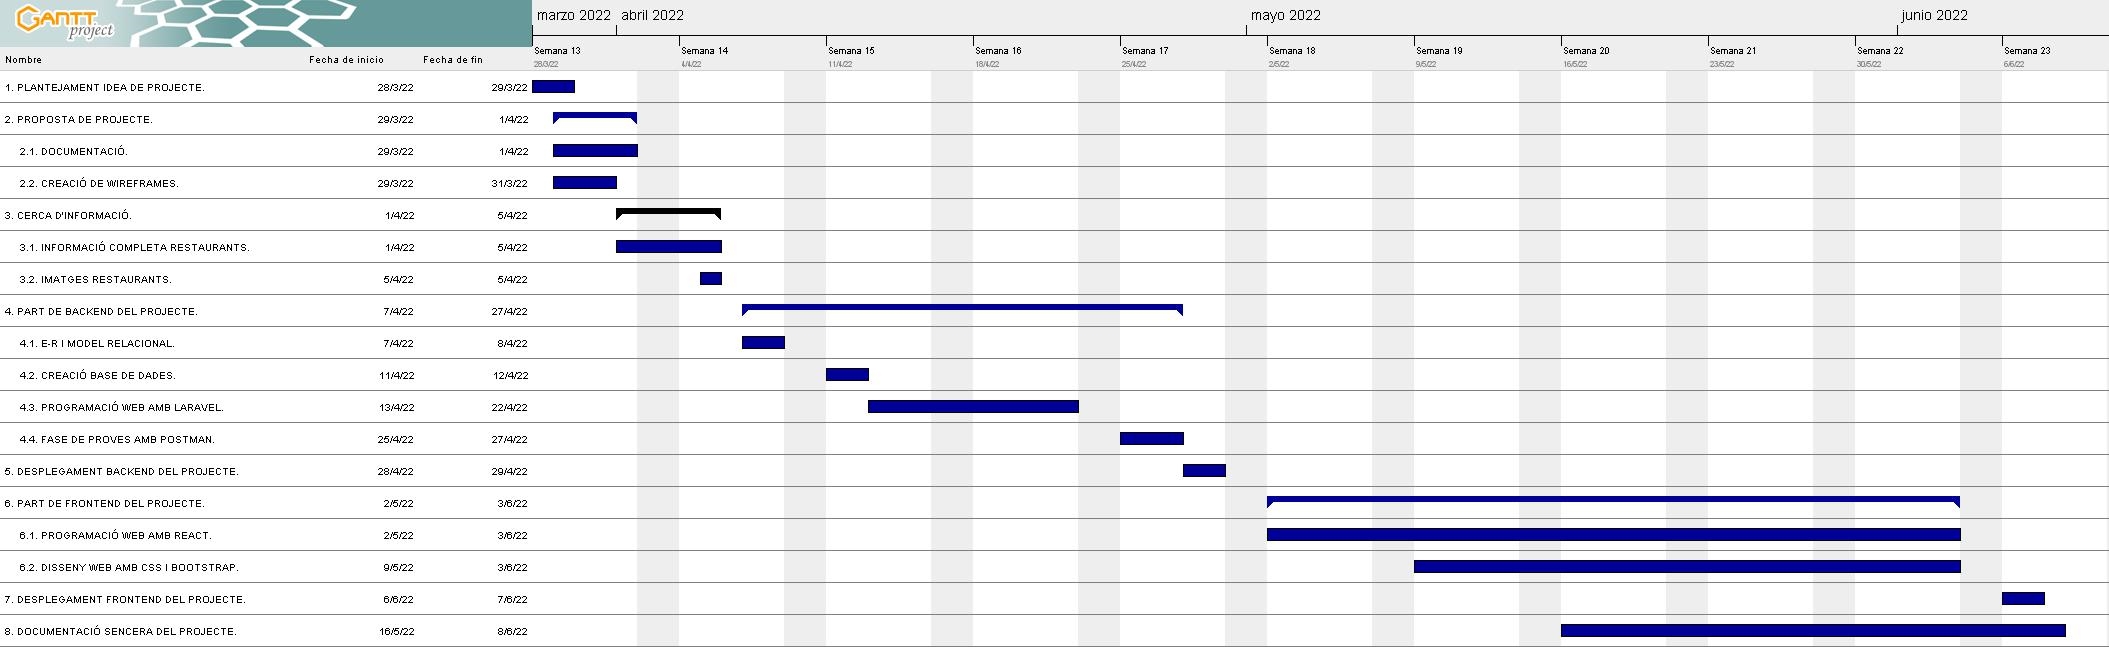 GANTT
project
marzo 2022 abril 2022 mayo 2022 junio 2022
Semana 13 Semana 14 Semana 15 Semana 16 Semana 17 Semana 18 Semana 19 Semana 20 Semana 21 Semana 22 Semana 23
Nombre Fecha de inicio Fecha de fin 28/3/22 4/4/22 11/4/22 18/4/22 25/4/22 2/5/22 9/5/22 16/5/22 23/5/22 30/5/22 6/6/22
1. PLANTEJAMENT IDEA DE PROJECTE. 28/3/22 29/3/22
2. PROPOSTA DE PROJECTE. 29/3/22 1/4/22
2.1. DOCUMENTACIÓ. 29/3/22 1/4/22
2.2. CREACIÓ DE WIREFRAMES. 29/3/22 31/3/22
3. CERCA D'INFORMACIÓ. 1/4/22 5/4/22
3.1. INFORMACIÓ COMPLETA RESTAURANTS. 1/4/22 5/4/22
3.2. IMATGES RESTAURANTS. 5/4/22 5/4/22
4. PART DE BACKEND DEL PROJECTE. 7/4/22 27/4/22
4.1. E-R I MODEL RELACIONAL. 7/4/22 8/4/22
4.2. CREACIÓ BASE DE DADES. 11/4/22 12/4/22
4.3. PROGRAMACIÓ WEB AMB LARAVEL. 13/4/22 22/4/22
4.4. FASE DE PROVES AMB POSTMAN. 25/4/22 27/4/22
5. DESPLEGAMENT BACKEND DEL PROJECTE. 28/4/22 29/4/22
6. PART DE FRONTEND DEL PROJECTE. 2/5/22 3/6/22
6.1. PROGRAMACIÓ WEB AMB REACT. 2/5/22 3/6/22
6.2. DISSENY WEB AMB CSS I BOOTSTRAP. 9/5/22 3/6/22
7. DESPLEGAMENT FRONTEND DEL PROJECTE. 6/6/22 7/6/22
8. DOCUMENTACIÓ SENCERA DEL PROJECTE. 16/5/22 8/6/22